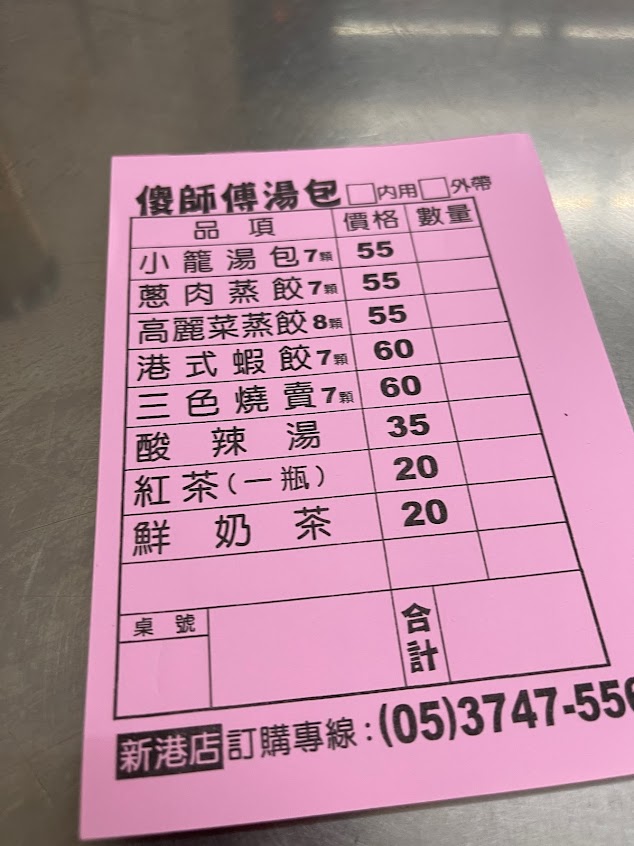 傻師傅湯包 □內用 □外帶
品項 價格 數量
小籠湯包7顆 55
蔥肉蒸餃7顆 55
高麗菜蒸餃8顆 55
港式蝦餃7顆 60
三色燒賣7顆 60
酸辣湯 35
紅茶(一瓶) 20
鮮奶茶 20
桌號 合計
新港店 訂購專線:(05)3747-556